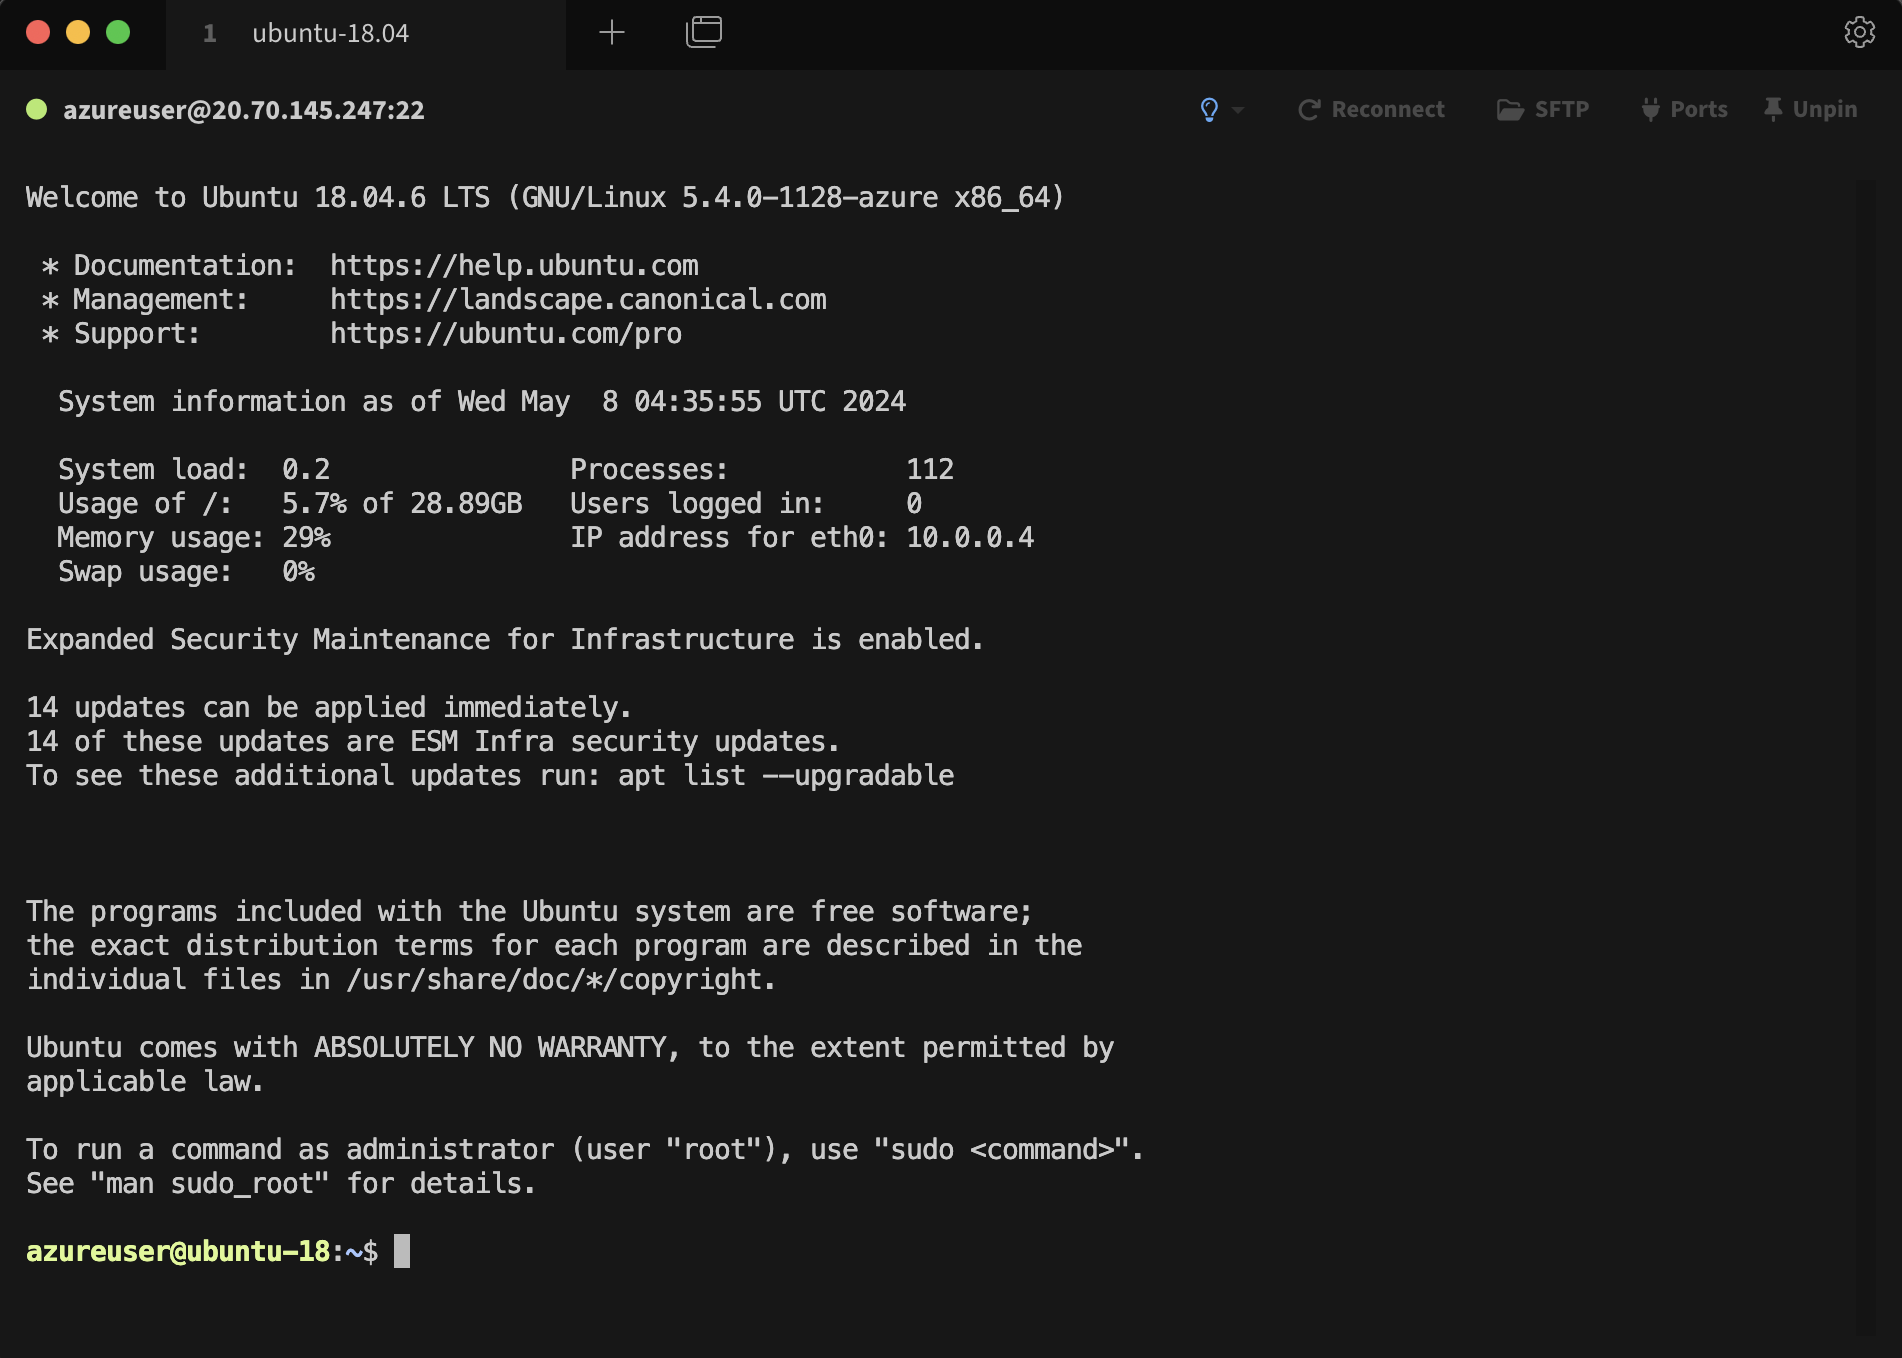 1 ubuntu-18.04
azureuser@20.70.145.247:22 Reconnect SFTP Ports Unpin
Welcome to Ubuntu 18.04.6 LTS (GNU/Linux 5.4.0-1128-azure x86_64)
* Documentation: https://help.ubuntu.com
* Management: https://landscape.canonical.com
* Support: https://ubuntu.com/pro
System information as of Wed May 8 04:35:55 UTC 2024
System load: 0.2 Processes: 112
Usage of /: 5.7% of 28.89GB Users logged in: 0
Memory usage: 29% IP address for eth0: 10.0.0.4
Swap usage: 0%
Expanded Security Maintenance for Infrastructure is enabled.
14 updates can be applied immediately.
14 of these updates are ESM Infra security updates.
To see these additional updates run: apt list --upgradable
The programs included with the Ubuntu system are free software;
the exact distribution terms for each program are described in the
individual files in /usr/share/doc/*/copyright.
Ubuntu comes with ABSOLUTELY NO WARRANTY, to the extent permitted by
applicable law.
To run a command as administrator (user "root"), use "sudo <command>".
See "man sudo_root" for details.
azureuser@ubuntu-18:~$